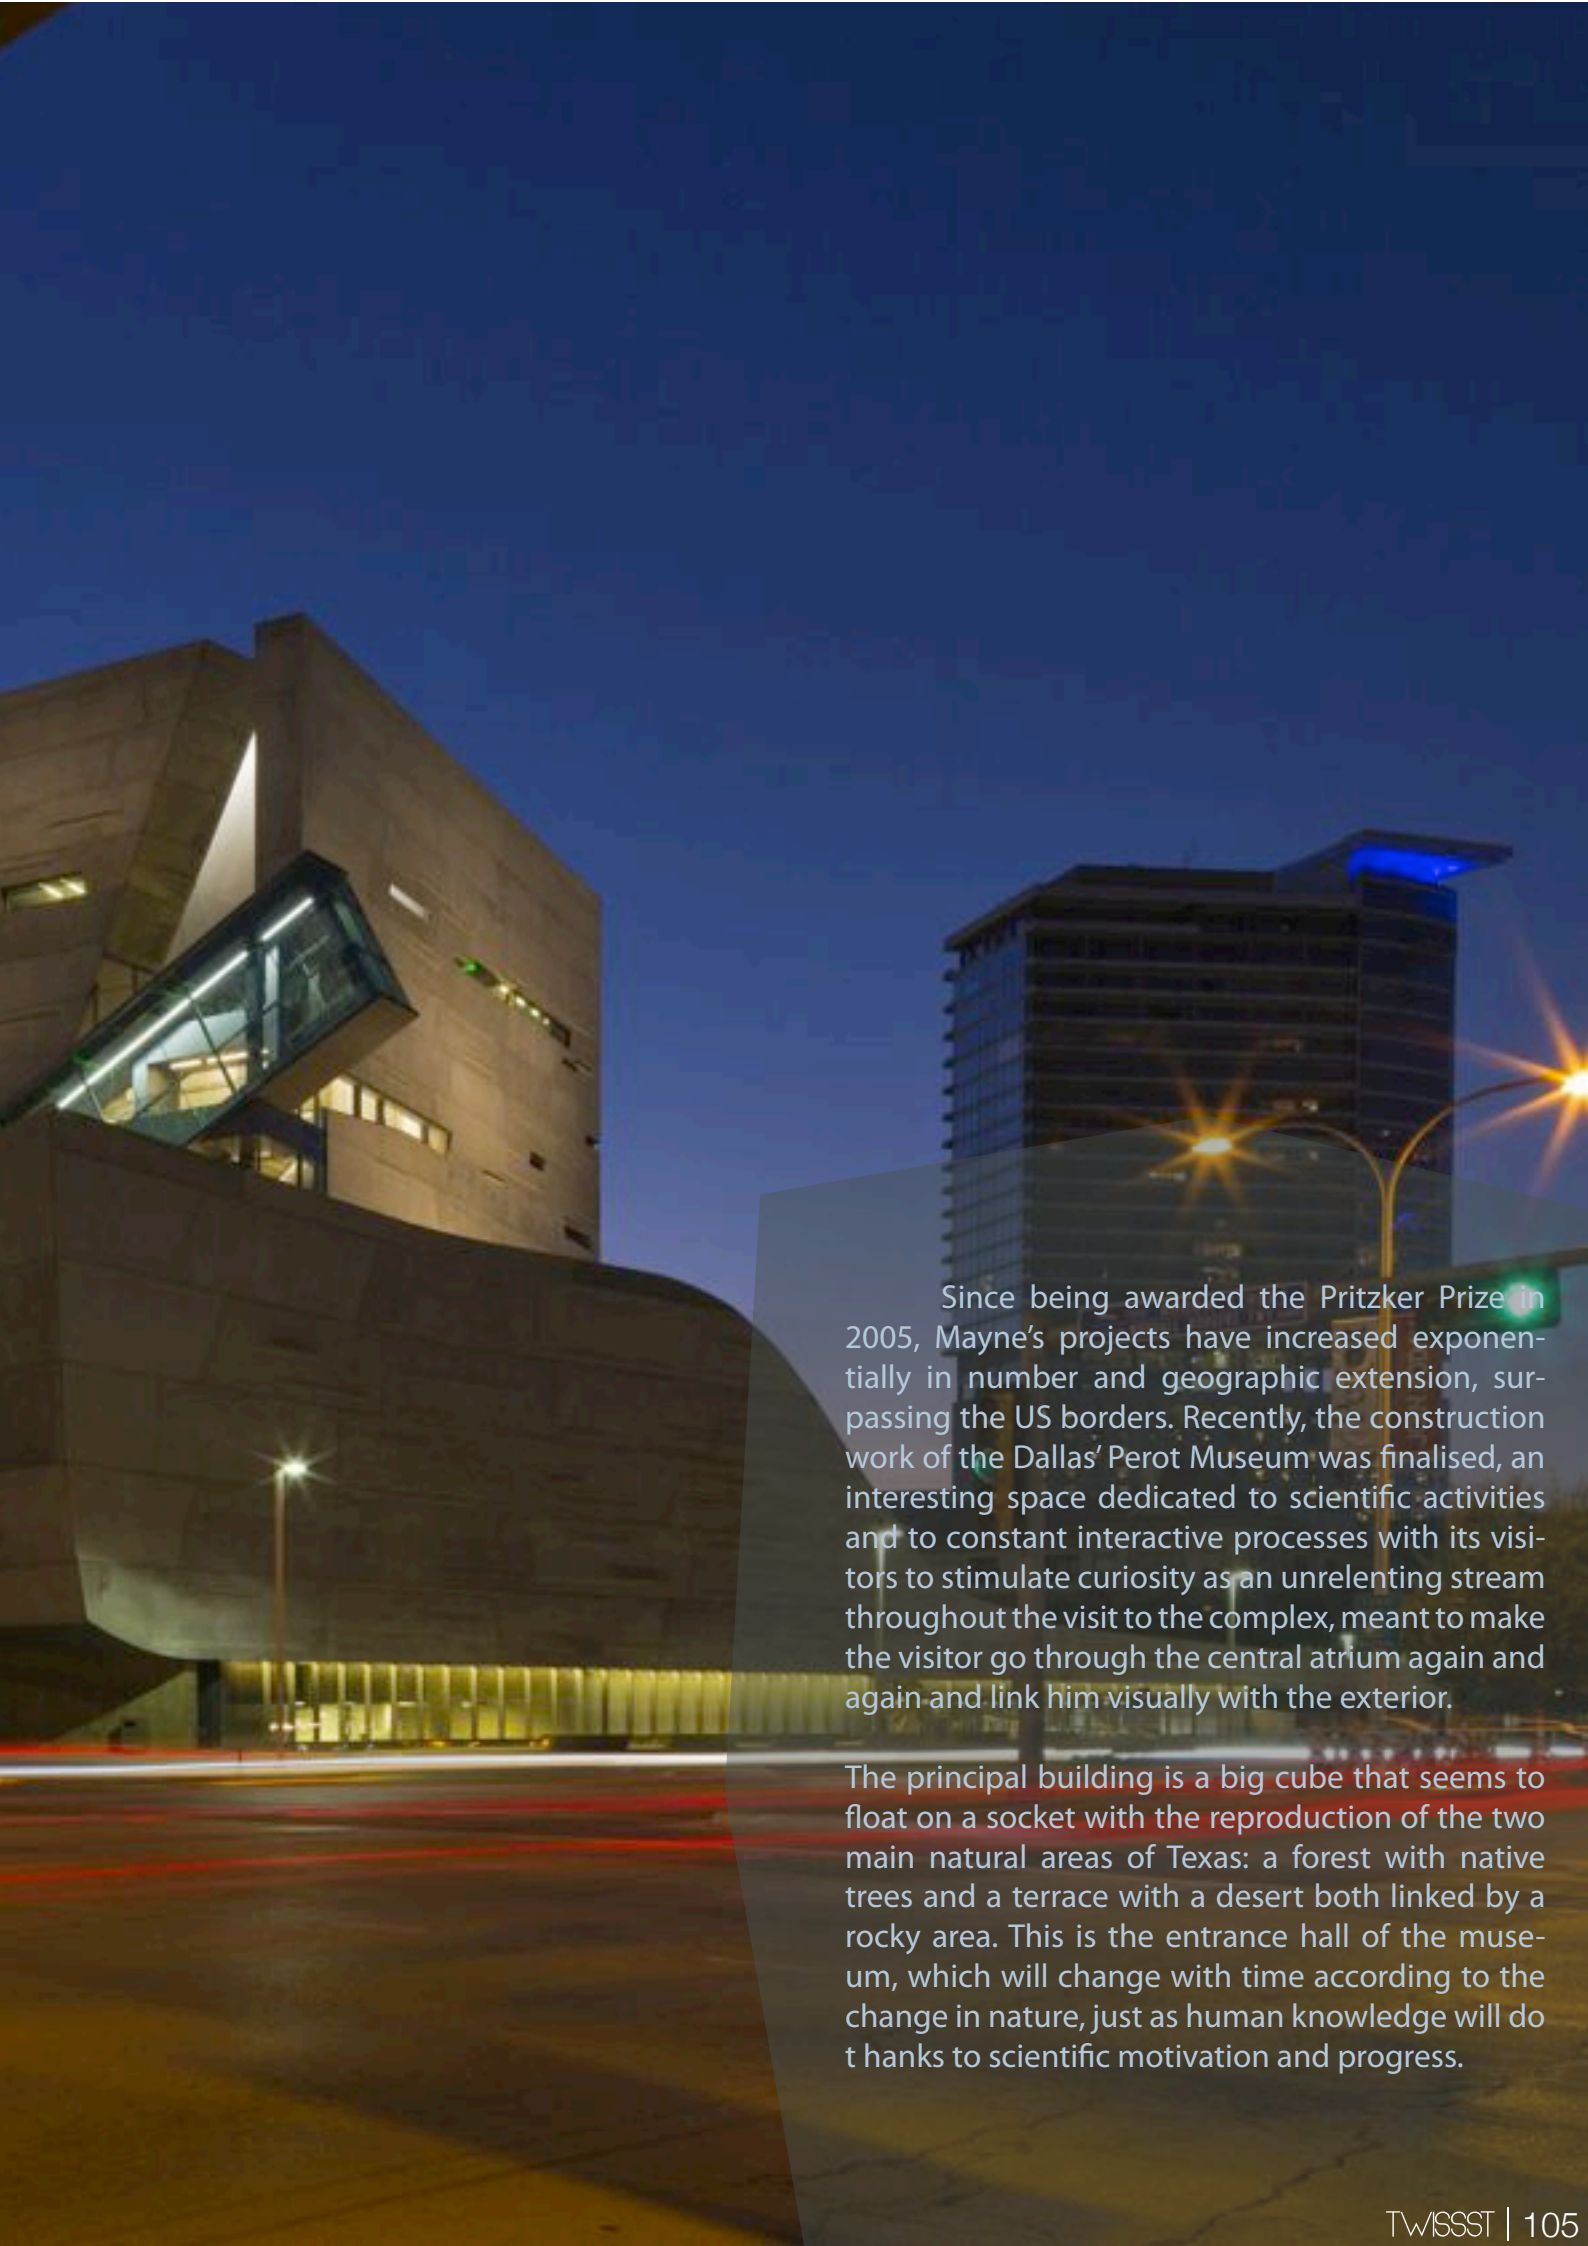 Since being awarded the Pritzker Prize in
2005, Mayne’s projects have increased exponen-
tially in number and geographic extension, sur-
passing the US borders. Recently, the construction
work of the Dallas’ Perot Museum was finalised, an
interesting space dedicated to scientific activities
and to constant interactive processes with its visi-
tors to stimulate curiosity as an unrelenting stream
throughout the visit to the complex, meant to make
the visitor go through the central atrium again and
again and link him visually with the exterior.
The principal building is a big cube that seems to
float on a socket with the reproduction of the two
main natural areas of Texas: a forest with native
trees and a terrace with a desert both linked by a
rocky area. This is the entrance hall of the muse-
um, which will change with time according to the
change in nature, just as human knowledge will do
t hanks to scientific motivation and progress.
TWISSST | 105